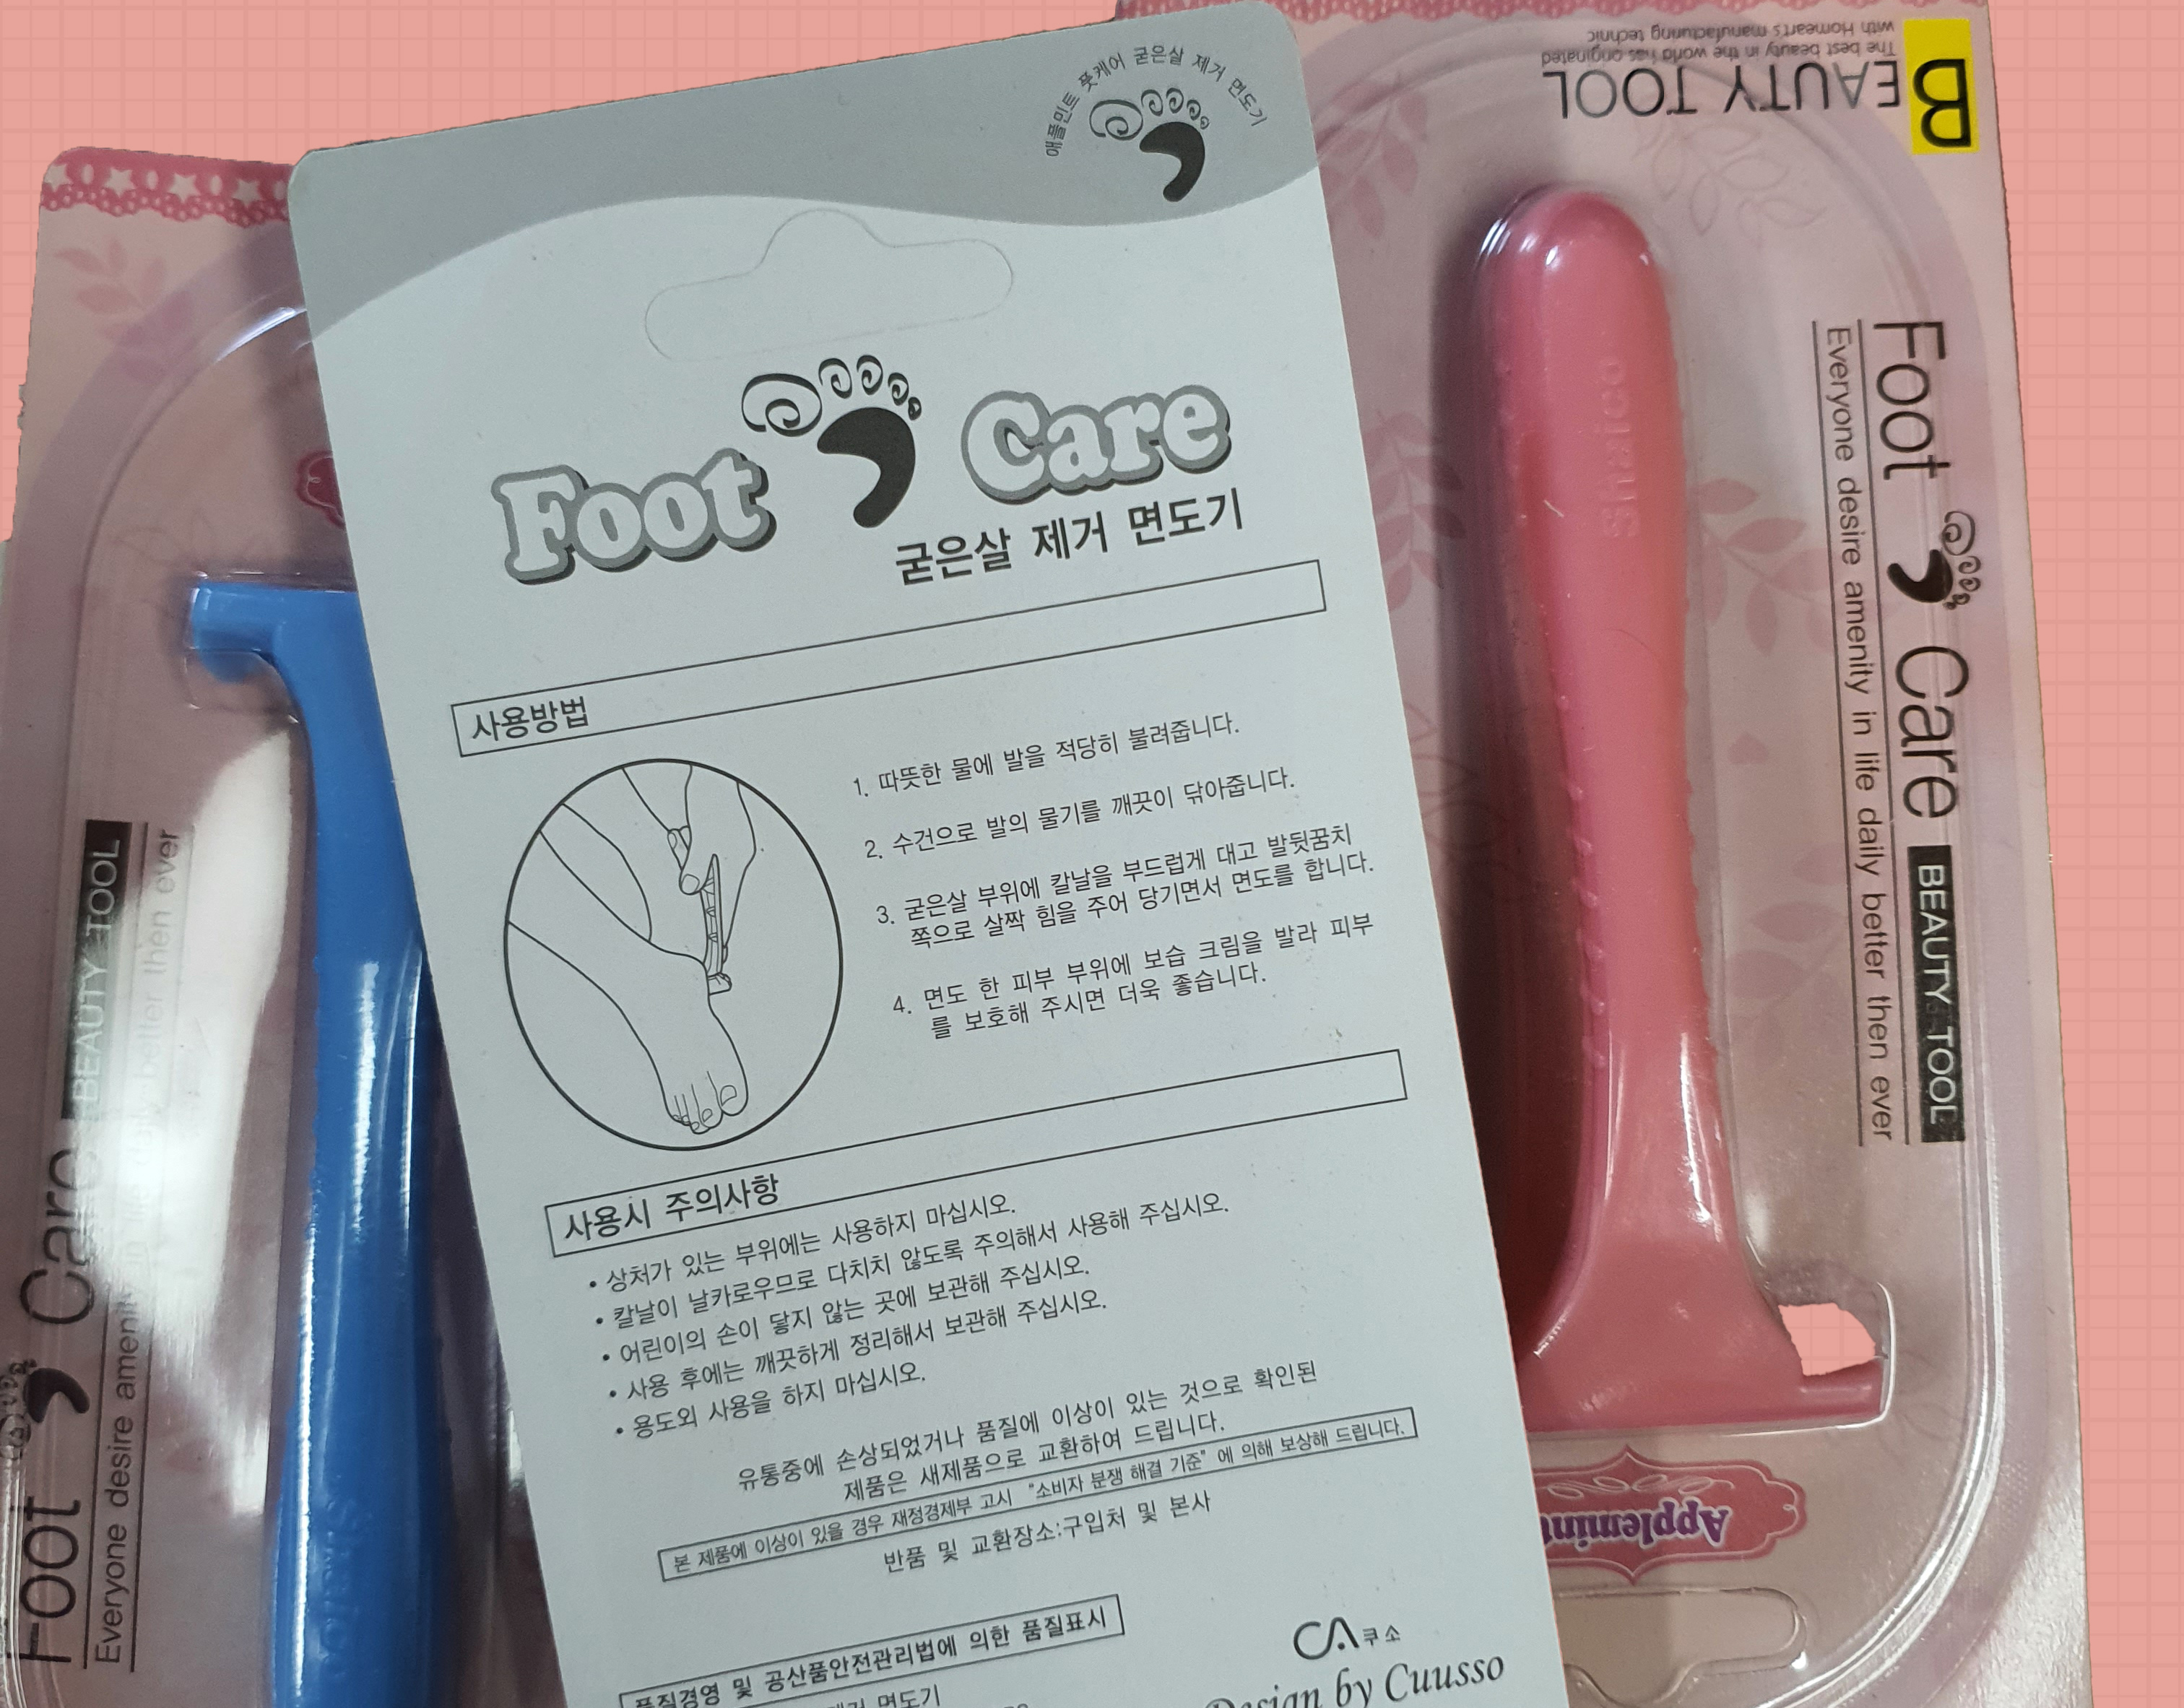 애플민트 풋케어 굳은살 제거 면도기
Foot Care
굳은살 제거 면도기
사용방법
1. 따뜻한 물에 발을 적당히 불려줍니다.
2. 수건으로 발의 물기를 깨끗이 닦아줍니다.
3. 굳은살 부위에 칼날을 부드럽게 대고 발뒷꿈치
쪽으로 살짝 힘을 주어 당기면서 면도를 합니다.
4. 면도 한 피부 부위에 보습 크림을 발라 피부
를 보호해 주시면 더욱 좋습니다.
사용시 주의사항
• 상처가 있는 부위에는 사용하지 마십시오.
• 칼날이 날카로우므로 다치치 않도록 주의해서 사용해 주십시오.
• 어린이의 손이 닿지 않는 곳에 보관해 주십시오.
• 사용 후에는 깨끗하게 정리해서 보관해 주십시오.
• 용도외 사용을 하지 마십시오.
유통중에 손상되었거나 품질에 이상이 있는 것으로 확인된
제품은 새제품으로 교환하여 드립니다.
본 제품에 이상이 있을 경우 재정경제부 고시 "소비자 분쟁 해결 기준" 에 의해 보상해 드립니다.
반품 및 교환장소:구입처 및 본사
품질경영 및 공산품안전관리법에 의한 품질표시
면도기
CA 쿠소
Design by Cuusso
BEAUTY TOOL
The best beauty in the world has originated
with Homeart's manufacturing technic
Foot Care BEAUTY TOOL
Everyone desire amenity in life daily better then ever
Applemint
Foot Care BEAUTY TOOL
Everyone desire amenity in life daily better then ever